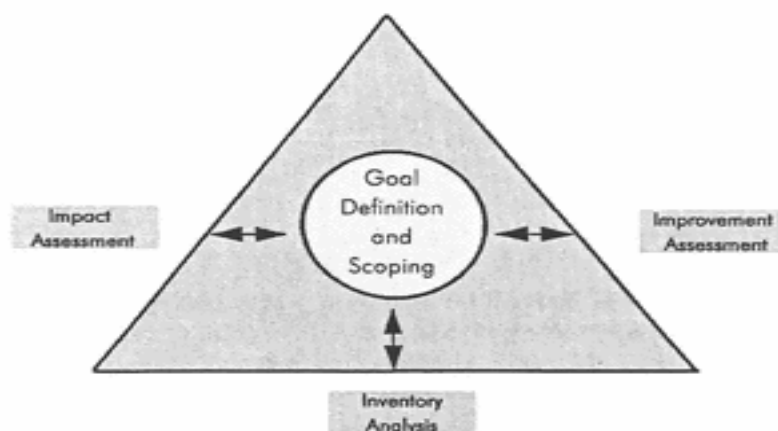 Goal
Definition
and
Scoping
Impact
Assessment
Improvement
Assessment
Inventory
Analysis